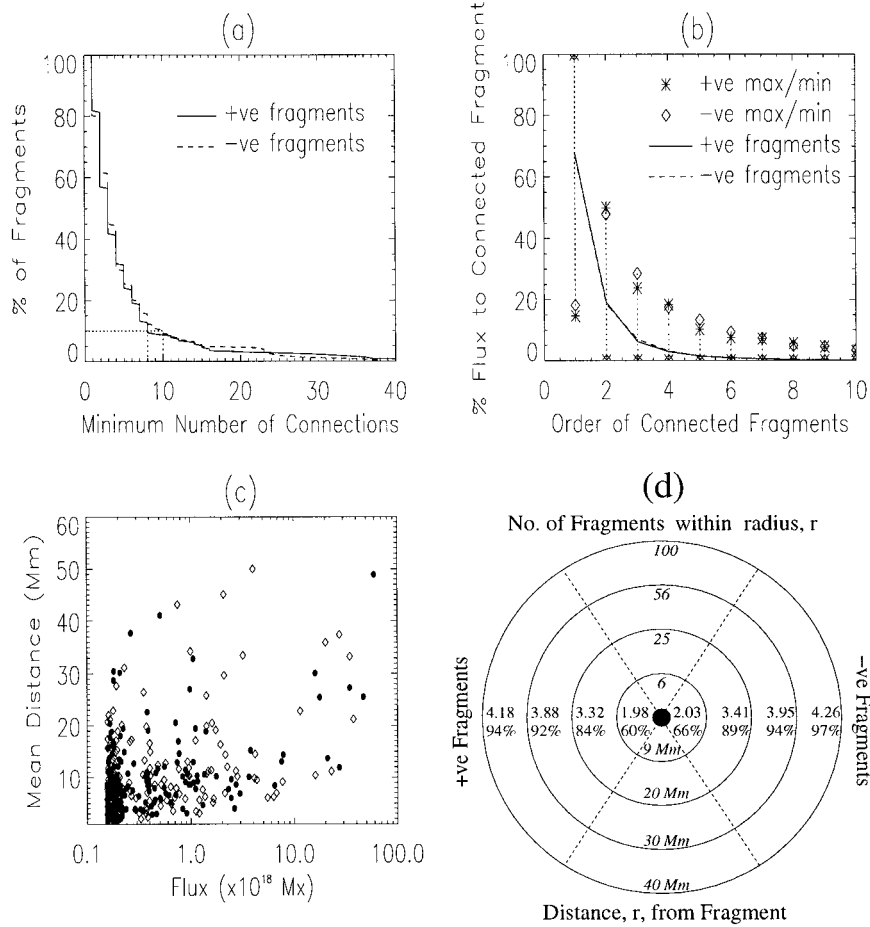 (a)
% of Fragments
100
80
60
40
20
0
+ve fragments
−ve fragments
0 10 20 30 40
Minimum Number of Connections
(b)
% Flux to Connected Fragment
100
80
60
40
20
0
+ve max/min
−ve max/min
+ve fragments
−ve fragments
0 2 4 6 8 10
Order of Connected Fragments
(c)
Mean Distance (Mm)
60
50
40
30
20
10
0.1 1.0 10.0 100.0
Flux (x10¹⁸ Mx)
(d)
No. of Fragments within radius, r
100
56
25
6
+ve Fragments
4.18 3.88 3.32 1.98 2.03 3.41 3.95 4.26
94% 92% 84% 60% 66% 89% 94% 97%
−ve Fragments
9 Mm
20 Mm
30 Mm
40 Mm
Distance, r, from Fragment